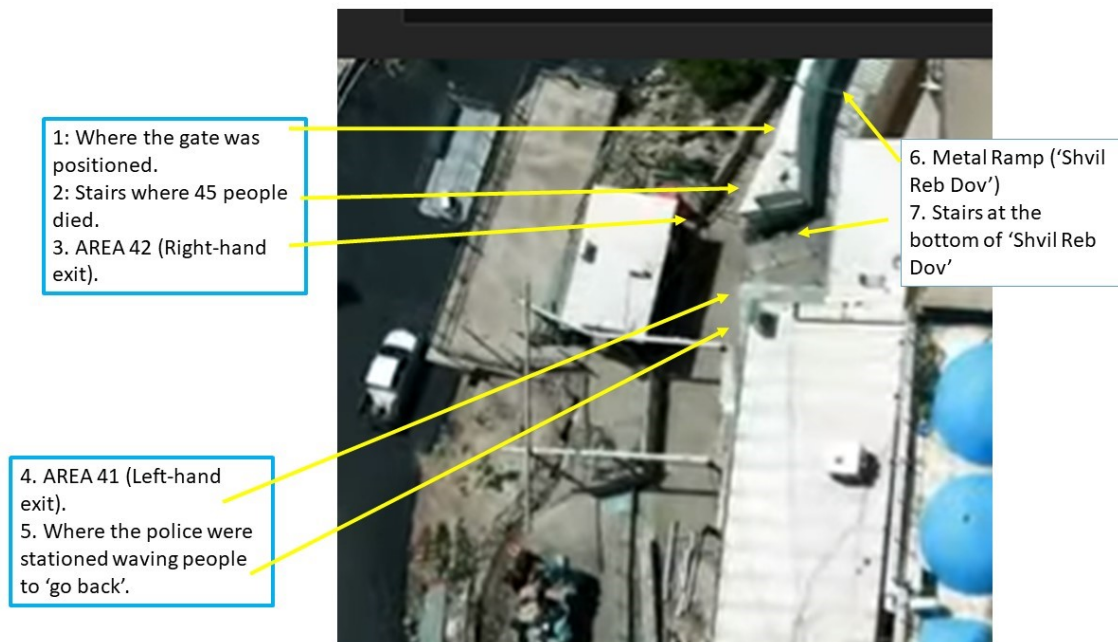 1: Where the gate was
positioned.
2: Stairs where 45 people
died.
3. AREA 42 (Right-hand
exit).
6. Metal Ramp (‘Shvil
Reb Dov’)
7. Stairs at the
bottom of ‘Shvil Reb
Dov’
4. AREA 41 (Left-hand
exit).
5. Where the police were
stationed waving people
to ‘go back’.